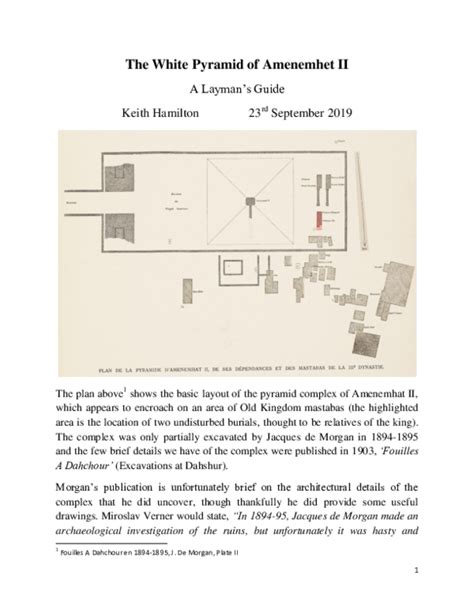 The White Pyramid of Amenemhet II
A Layman's Guide
Keith Hamilton 23rd September 2019
PLAN DE LA PYRAMIDE D'AMENEMHAT II, DE SES DÉPENDANCES ET DES MASTABAS DE LA IIIe DYNASTIE.
The plan above1 shows the basic layout of the pyramid complex of Amenemhat II,
which appears to encroach on an area of Old Kingdom mastabas (the highlighted
area is the location of two undisturbed burials, thought to be relatives of the king).
The complex was only partially excavated by Jacques de Morgan in 1894-1895
and the few brief details we have of the complex were published in 1903, 'Fouilles
A Dahchour' (Excavations at Dahshur).
Morgan's publication is unfortunately brief on the architectural details of the
complex that he did uncover, though thankfully he did provide some useful
drawings. Miroslav Verner would state, "In 1894-95, Jacques de Morgan made an
archaeological investigation of the ruins, but unfortunately it was hasty and
1 Fouilles A Dahchour en 1894-1895, J. De Morgan, Plate II
1